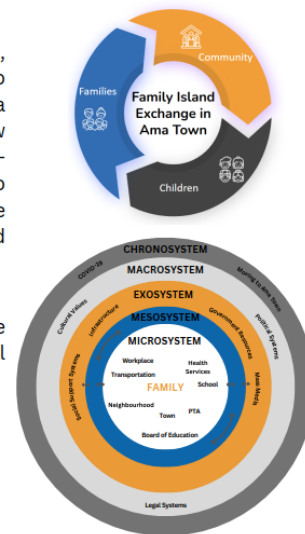 Community
Families
Family Island
Exchange in
Ama Town
Children
CHRONOSYSTEM
COVID-19
Moving to Ama Town
MACROSYSTEM
Cultural Values
Political Systems
EXOSYSTEM
Infrastructure
Government Resources
MESOSYSTEM
Social Support Systems
Mass Media
MICROSYSTEM
Workplace
Health
Services
Transportation
FAMILY
School
Neighbourhood
Town
PTA
Board of Education
Legal Systems